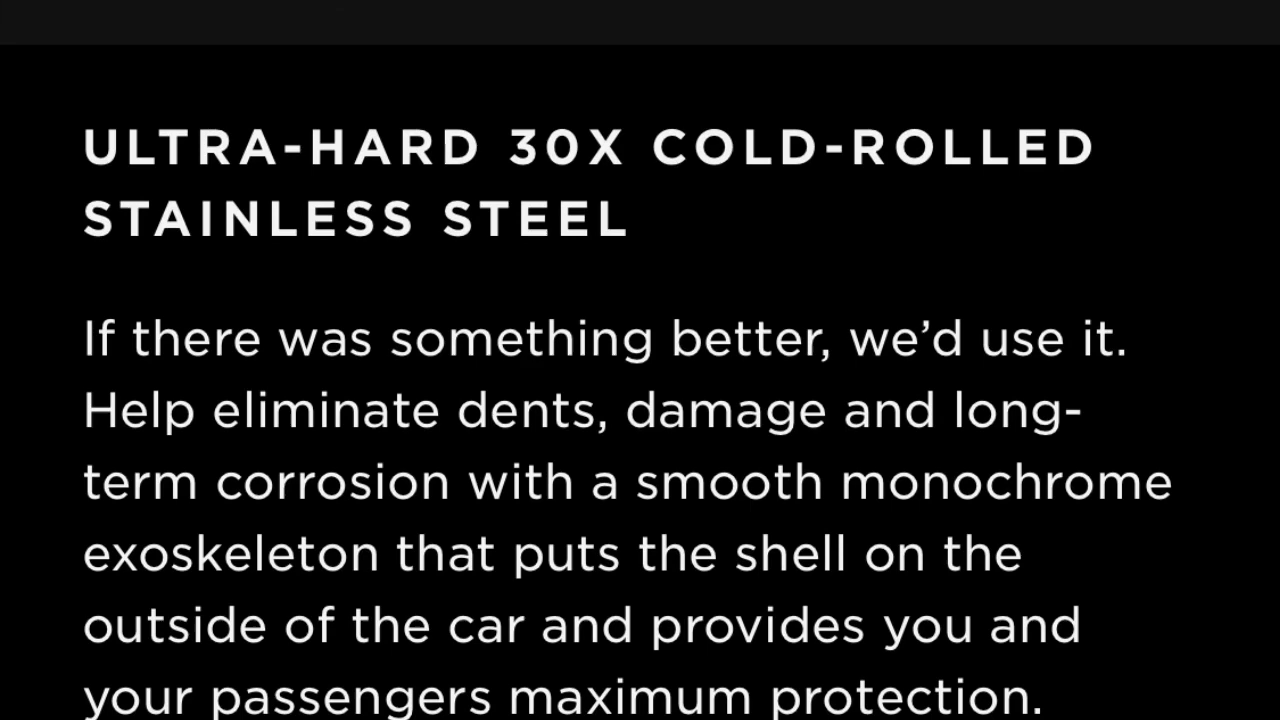 ULTRA-HARD 30X COLD-ROLLED
STAINLESS STEEL
If there was something better, we’d use it.
Help eliminate dents, damage and long-
term corrosion with a smooth monochrome
exoskeleton that puts the shell on the
outside of the car and provides you and
your passengers maximum protection.